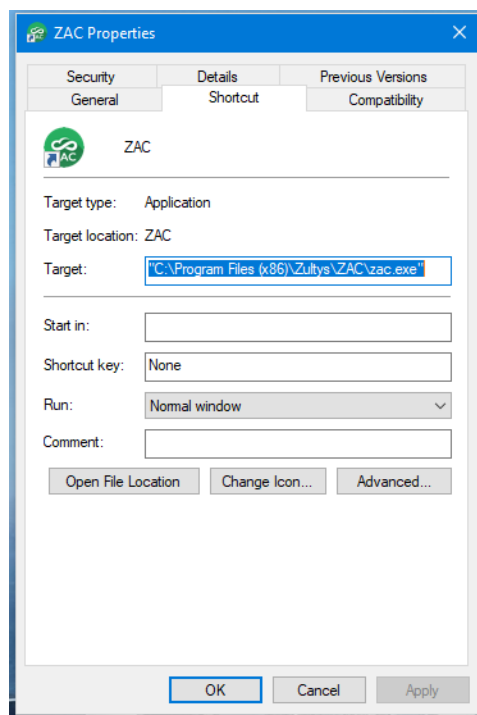 ZAC Properties
Security Details Previous Versions
General Shortcut Compatibility
AC ZAC
Target type: Application
Target location: ZAC
Target: "C:\Program Files (x86)\Zultys\ZAC\zac.exe"
Start in:
Shortcut key: None
Run: Normal window
Comment:
Open File Location Change Icon... Advanced...
OK Cancel Apply